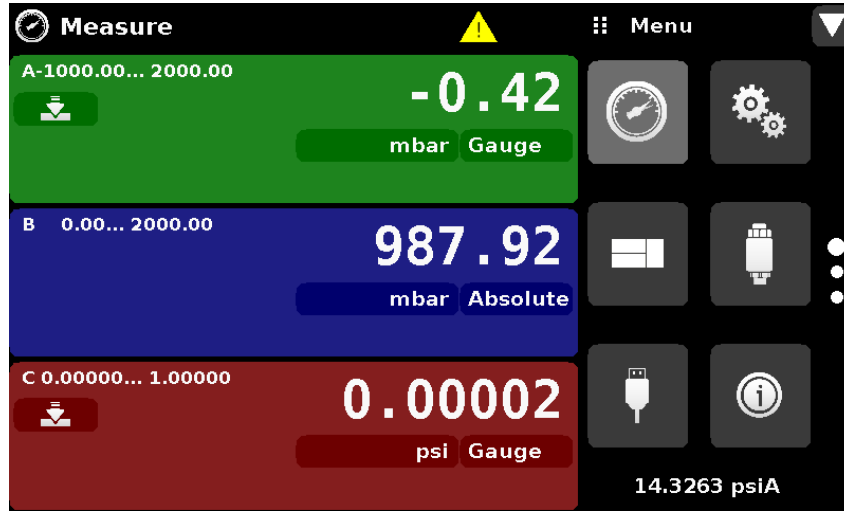 Measure
Menu
A-1000.00... 2000.00
-0.42
mbar Gauge
B 0.00... 2000.00
987.92
mbar Absolute
C 0.00000... 1.00000
0.00002
psi Gauge
14.3263 psiA